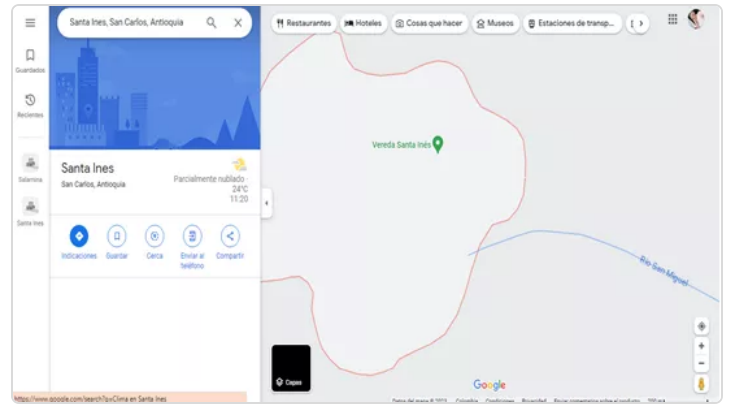 Santa Ines, San Carlos, Antioquia
Restaurantes
Hoteles
Cosas que hacer
Museos
Estaciones de transp...
Guardados
Recientes
Salamina
Santa Ines
Santa Ines
San Carlos, Antioquia
Parcialmente nublado ·
24°C
11:20
Indicaciones
Guardar
Cerca
Enviar al
teléfono
Compartir
Vereda Santa Inés
Río San Miguel
Capas
Google
https://www.google.com/search?q=Clima en Santa Ines